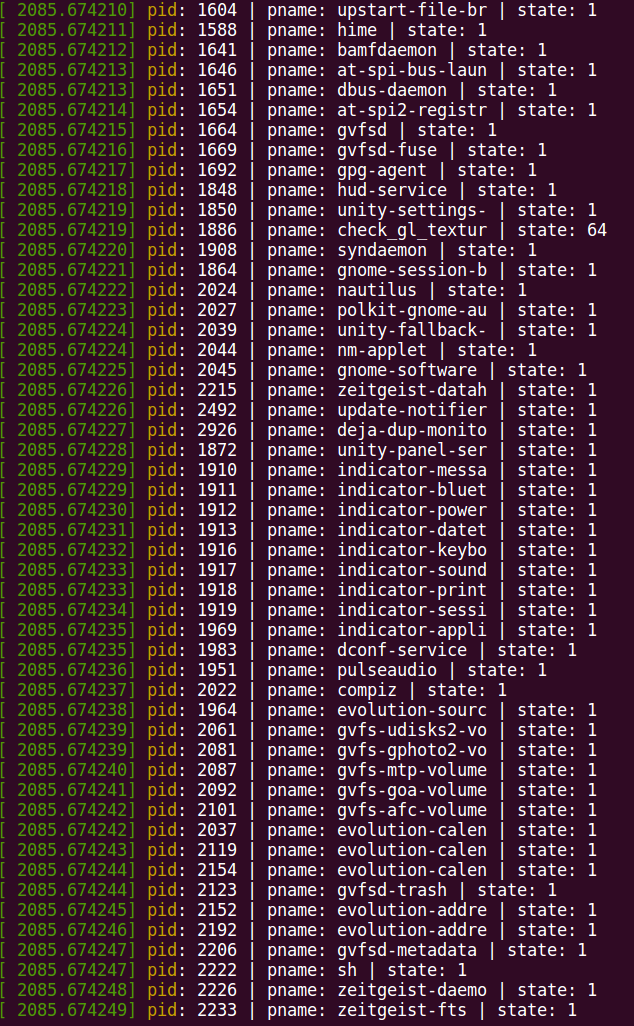 [ 2085.674210] pid: 1604 | pname: upstart-file-br | state: 1
[ 2085.674211] pid: 1588 | pname: hime | state: 1
[ 2085.674212] pid: 1641 | pname: bamfdaemon | state: 1
[ 2085.674213] pid: 1646 | pname: at-spi-bus-laun | state: 1
[ 2085.674213] pid: 1651 | pname: dbus-daemon | state: 1
[ 2085.674214] pid: 1654 | pname: at-spi2-registr | state: 1
[ 2085.674215] pid: 1664 | pname: gvfsd | state: 1
[ 2085.674216] pid: 1669 | pname: gvfsd-fuse | state: 1
[ 2085.674217] pid: 1692 | pname: gpg-agent | state: 1
[ 2085.674218] pid: 1848 | pname: hud-service | state: 1
[ 2085.674219] pid: 1850 | pname: unity-settings- | state: 1
[ 2085.674219] pid: 1886 | pname: check_gl_textur | state: 64
[ 2085.674220] pid: 1908 | pname: syndaemon | state: 1
[ 2085.674221] pid: 1864 | pname: gnome-session-b | state: 1
[ 2085.674222] pid: 2024 | pname: nautilus | state: 1
[ 2085.674223] pid: 2027 | pname: polkit-gnome-au | state: 1
[ 2085.674224] pid: 2039 | pname: unity-fallback- | state: 1
[ 2085.674224] pid: 2044 | pname: nm-applet | state: 1
[ 2085.674225] pid: 2045 | pname: gnome-software | state: 1
[ 2085.674226] pid: 2215 | pname: zeitgeist-datah | state: 1
[ 2085.674226] pid: 2492 | pname: update-notifier | state: 1
[ 2085.674227] pid: 2926 | pname: deja-dup-monito | state: 1
[ 2085.674228] pid: 1872 | pname: unity-panel-ser | state: 1
[ 2085.674229] pid: 1910 | pname: indicator-messa | state: 1
[ 2085.674229] pid: 1911 | pname: indicator-bluet | state: 1
[ 2085.674230] pid: 1912 | pname: indicator-power | state: 1
[ 2085.674231] pid: 1913 | pname: indicator-datet | state: 1
[ 2085.674232] pid: 1916 | pname: indicator-keybo | state: 1
[ 2085.674233] pid: 1917 | pname: indicator-sound | state: 1
[ 2085.674233] pid: 1918 | pname: indicator-print | state: 1
[ 2085.674234] pid: 1919 | pname: indicator-sessi | state: 1
[ 2085.674235] pid: 1969 | pname: indicator-appli | state: 1
[ 2085.674235] pid: 1983 | pname: dconf-service | state: 1
[ 2085.674236] pid: 1951 | pname: pulseaudio | state: 1
[ 2085.674237] pid: 2022 | pname: compiz | state: 1
[ 2085.674238] pid: 1964 | pname: evolution-sourc | state: 1
[ 2085.674239] pid: 2061 | pname: gvfs-udisks2-vo | state: 1
[ 2085.674239] pid: 2081 | pname: gvfs-gphoto2-vo | state: 1
[ 2085.674240] pid: 2087 | pname: gvfs-mtp-volume | state: 1
[ 2085.674241] pid: 2092 | pname: gvfs-goa-volume | state: 1
[ 2085.674242] pid: 2101 | pname: gvfs-afc-volume | state: 1
[ 2085.674242] pid: 2037 | pname: evolution-calen | state: 1
[ 2085.674243] pid: 2119 | pname: evolution-calen | state: 1
[ 2085.674244] pid: 2154 | pname: evolution-calen | state: 1
[ 2085.674244] pid: 2123 | pname: gvfsd-trash | state: 1
[ 2085.674245] pid: 2152 | pname: evolution-addre | state: 1
[ 2085.674246] pid: 2192 | pname: evolution-addre | state: 1
[ 2085.674247] pid: 2206 | pname: gvfsd-metadata | state: 1
[ 2085.674247] pid: 2222 | pname: sh | state: 1
[ 2085.674248] pid: 2226 | pname: zeitgeist-daemo | state: 1
[ 2085.674249] pid: 2233 | pname: zeitgeist-fts | state: 1